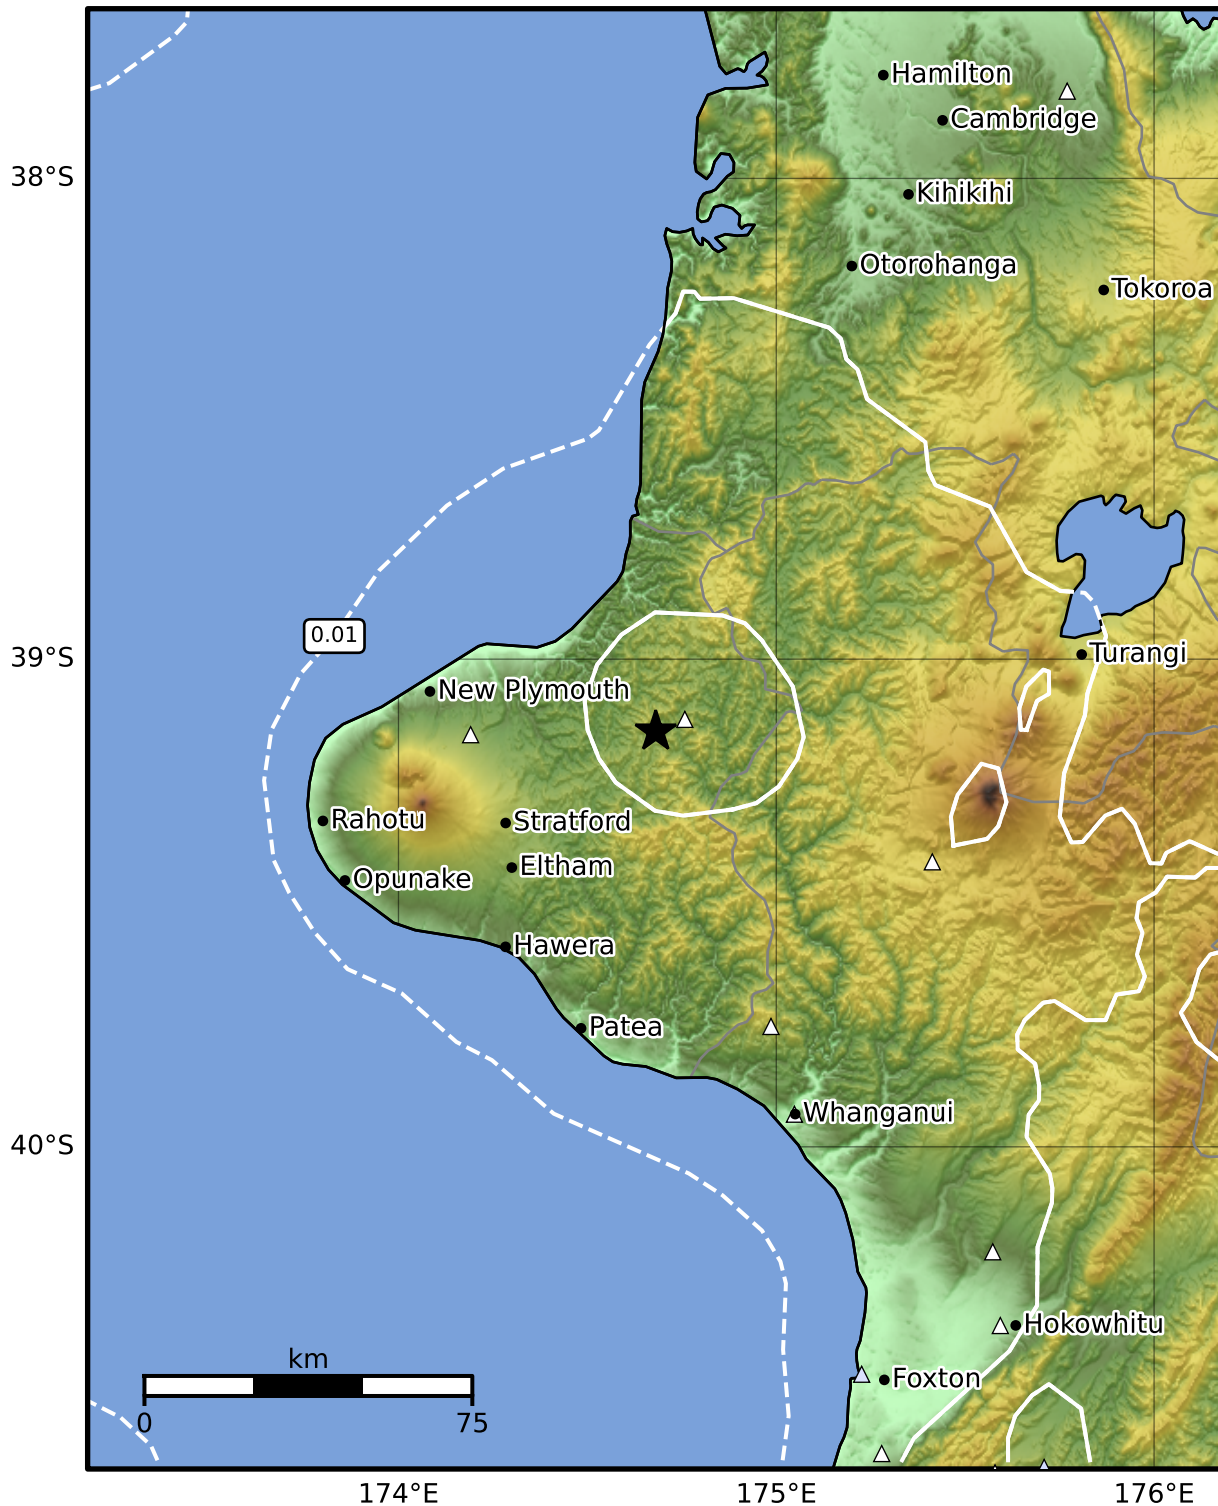 Hamilton
Cambridge
38°S
Kihikihi
Otorohanga
Tokoroa
0.01
39°S
Turangi
New Plymouth
Rahotu
Stratford
Eltham
Opunake
Hawera
Patea
Whanganui
40°S
Hokowhitu
km
Foxton
0
75
174°E
175°E
176°E